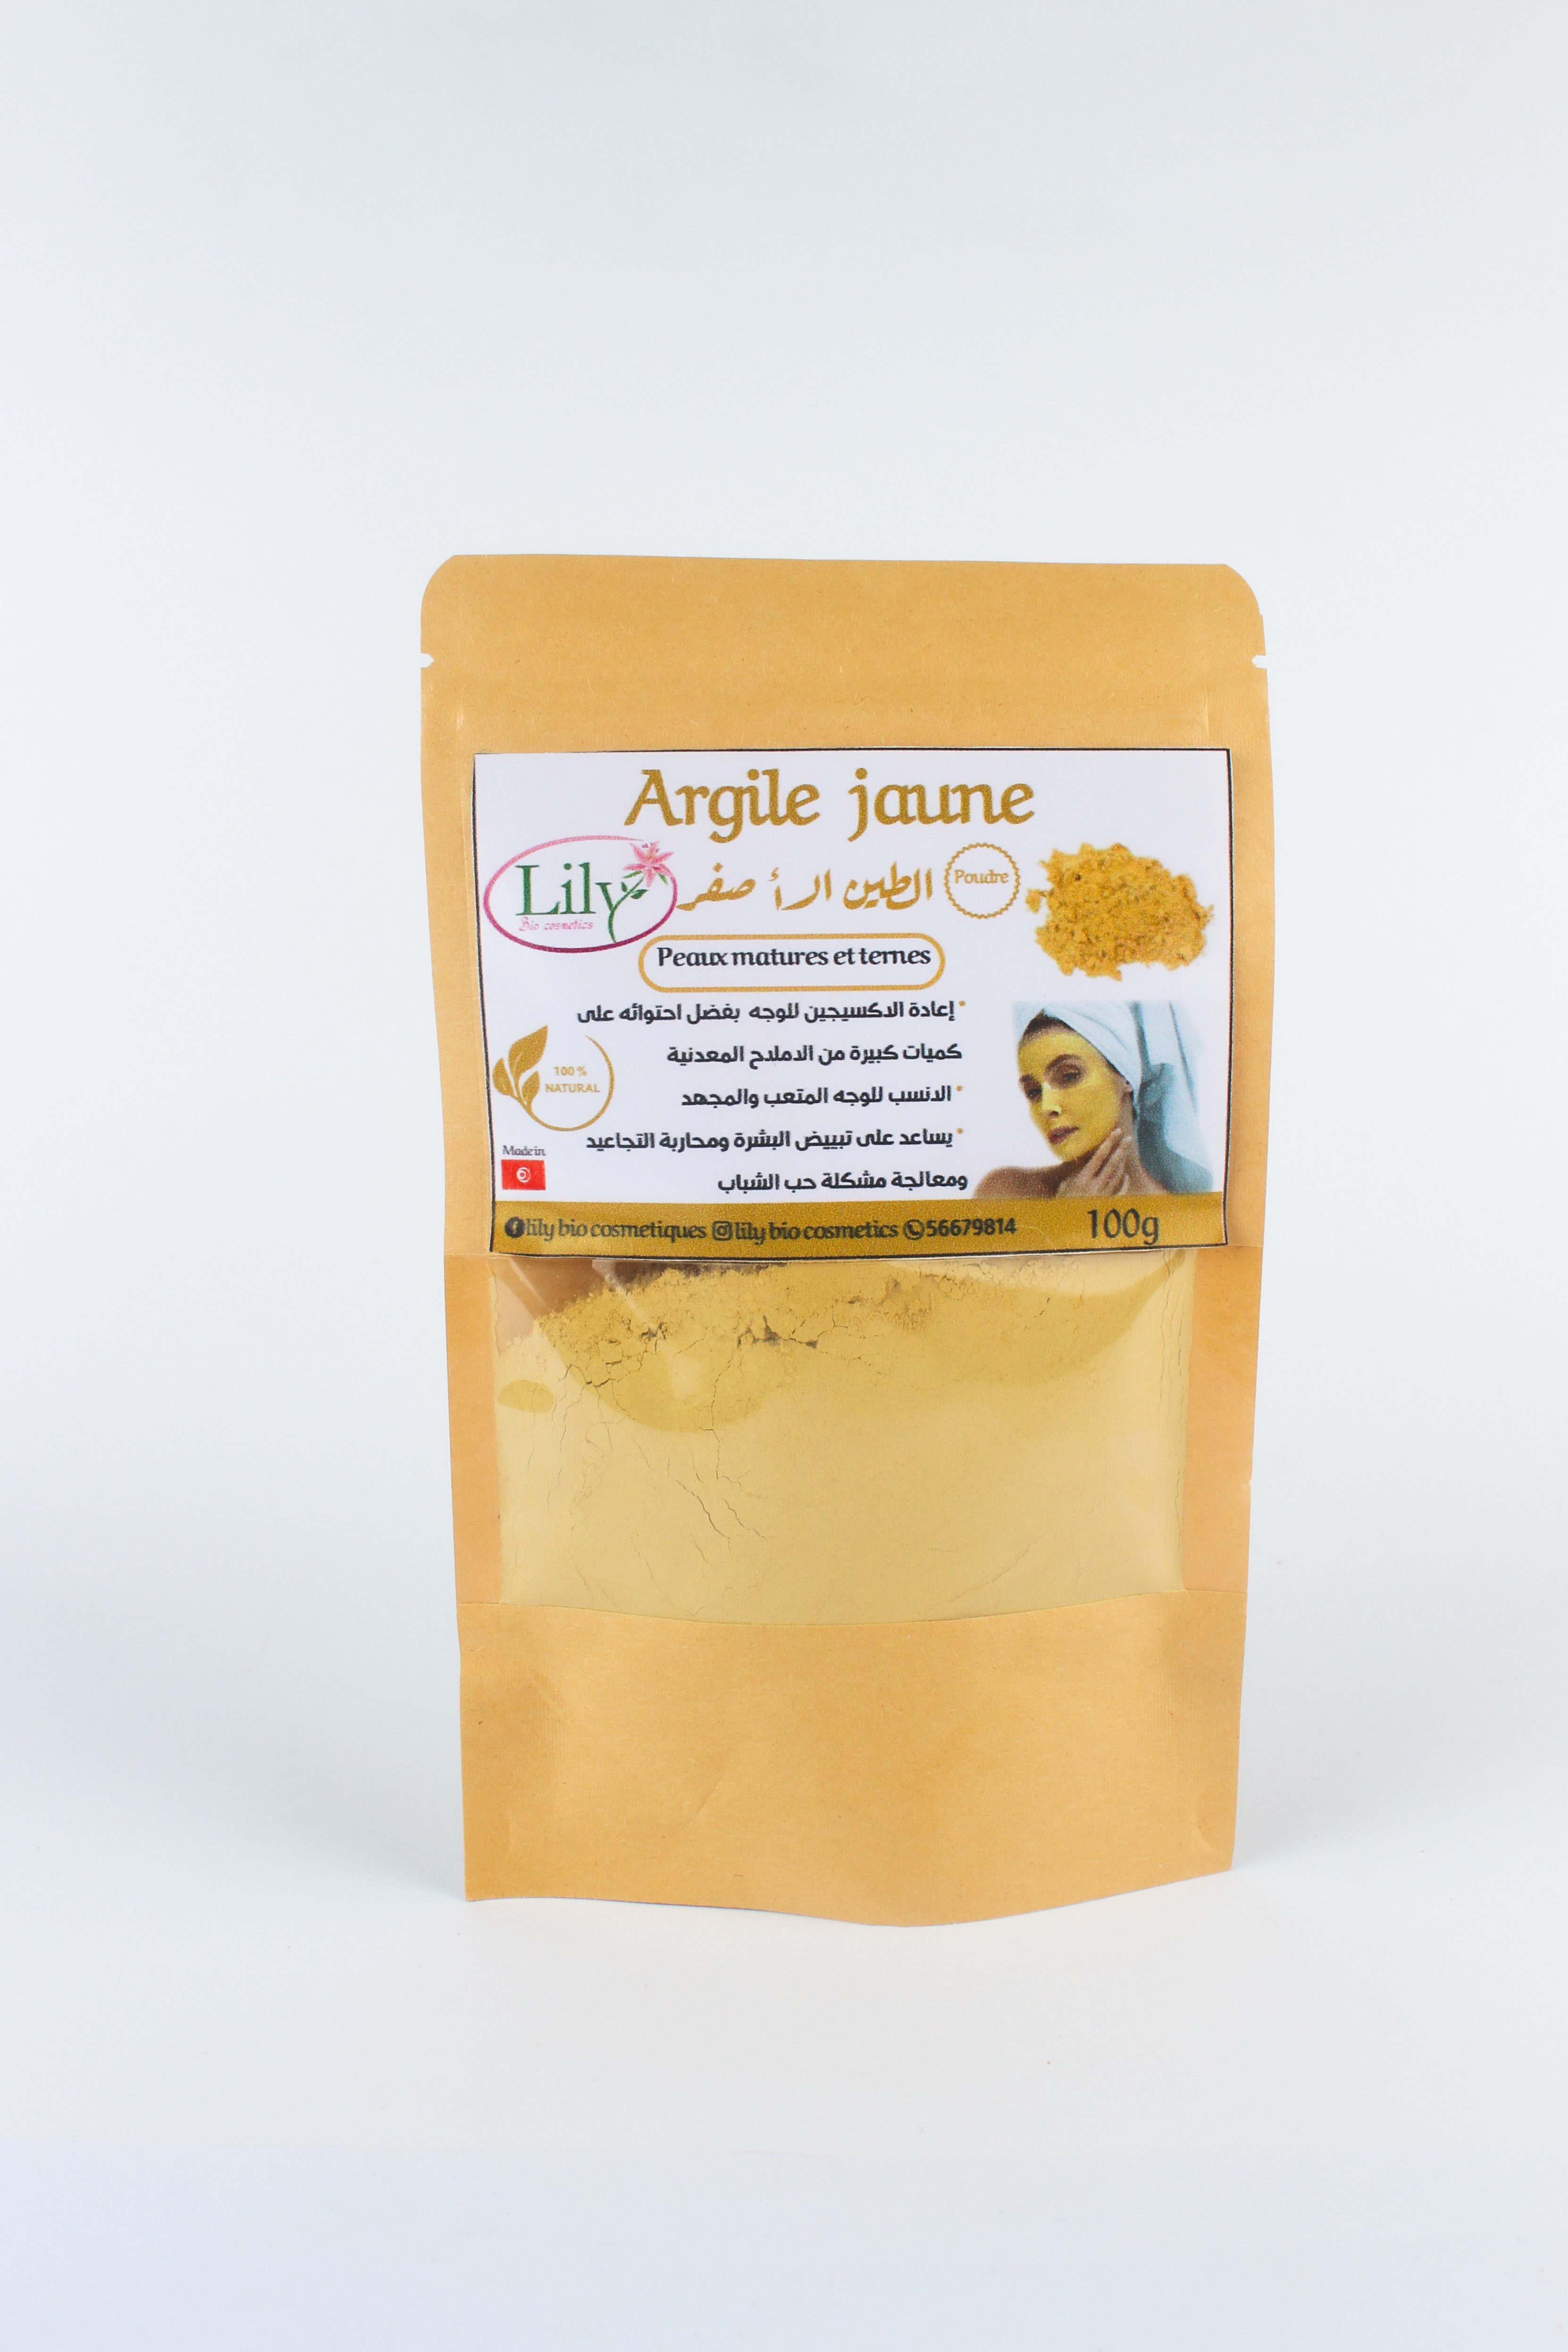 Argile jaune
Lily
Bio cosmetics
الطين الأ صفر
Poudre
Peaux matures et ternes
• إعادة الاكسيجين للوجه بفضل احتوائه على
كميات كبيرة من الاملاح المعدنية
• الانسب للوجه المتعب والمجهد
• يساعد على تبييض البشرة ومحاربة التجاعيد
ومعالجة مشكلة حب الشباب
100%
NATURAL
Made in
lily bio cosmetiques lily bio cosmetics 56679814
100g